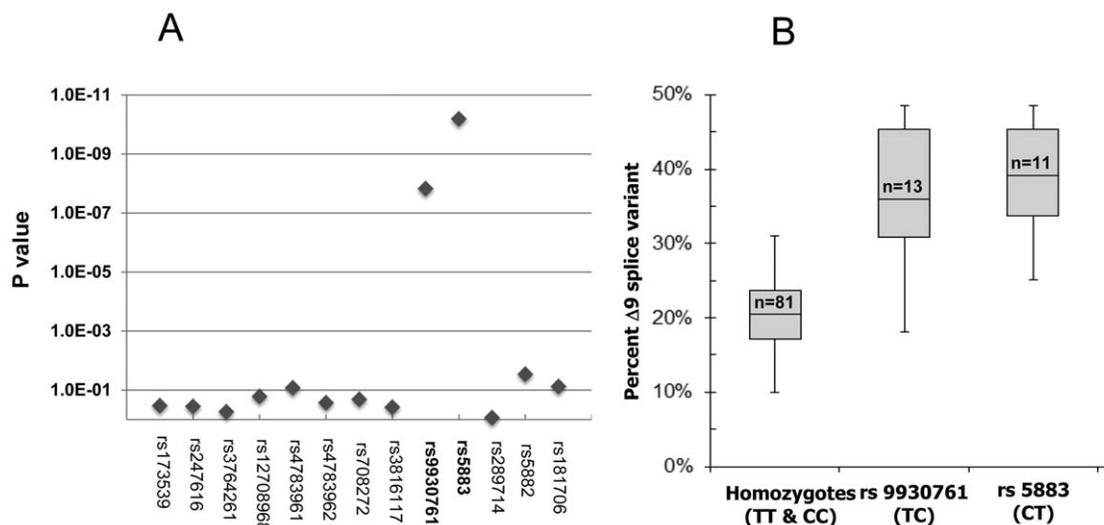 A
P value
1.0E-11
1.0E-09
1.0E-07
1.0E-05
1.0E-03
1.0E-01
rs173539
rs247616
rs3764261
rs12708968
rs4783961
rs4783962
rs708272
rs3816117
rs9930761
rs5883
rs289714
rs5882
rs181706
B
Percent Δ9 splice variant
50%
40%
30%
20%
10%
0%
n=81
n=13
n=11
Homozygotes
(TT & CC)
rs 9930761
(TC)
rs 5883
(CT)